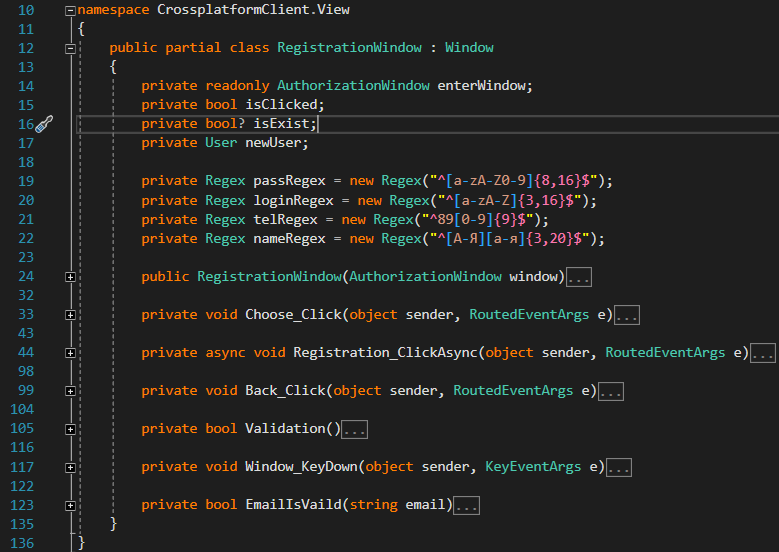 10 namespace CrossplatformClient.View
11 {
12 public partial class RegistrationWindow : Window
13 {
14 private readonly AuthorizationWindow enterWindow;
15 private bool isClicked;
16 private bool? isExist;
17 private User newUser;
18
19 private Regex passRegex = new Regex("^[a-zA-Z0-9]{8,16}$");
20 private Regex loginRegex = new Regex("^[a-zA-Z]{3,16}$");
21 private Regex telRegex = new Regex("^89[0-9]{9}$");
22 private Regex nameRegex = new Regex("^[А-Я][а-я]{3,20}$");
23
24 public RegistrationWindow(AuthorizationWindow window)...
32
33 private void Choose_Click(object sender, RoutedEventArgs e)...
43
44 private async void Registration_ClickAsync(object sender, RoutedEventArgs e)...
98
99 private void Back_Click(object sender, RoutedEventArgs e)...
104
105 private bool Validation()...
116
117 private void Window_KeyDown(object sender, KeyEventArgs e)...
122
123 private bool EmailIsVaild(string email)...
135 }
136 }